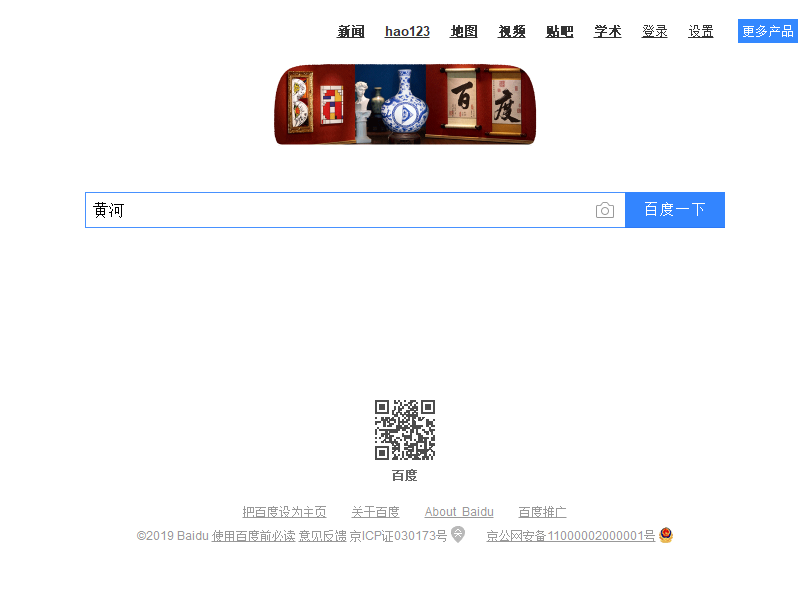 新闻 hao123 地图 视频 贴吧 学术 登录 设置 更多产品
百 度
黄河 百度一下
百度
把百度设为主页 关于百度 About Baidu 百度推广
©2019 Baidu 使用百度前必读 意见反馈 京ICP证030173号 京公网安备11000002000001号